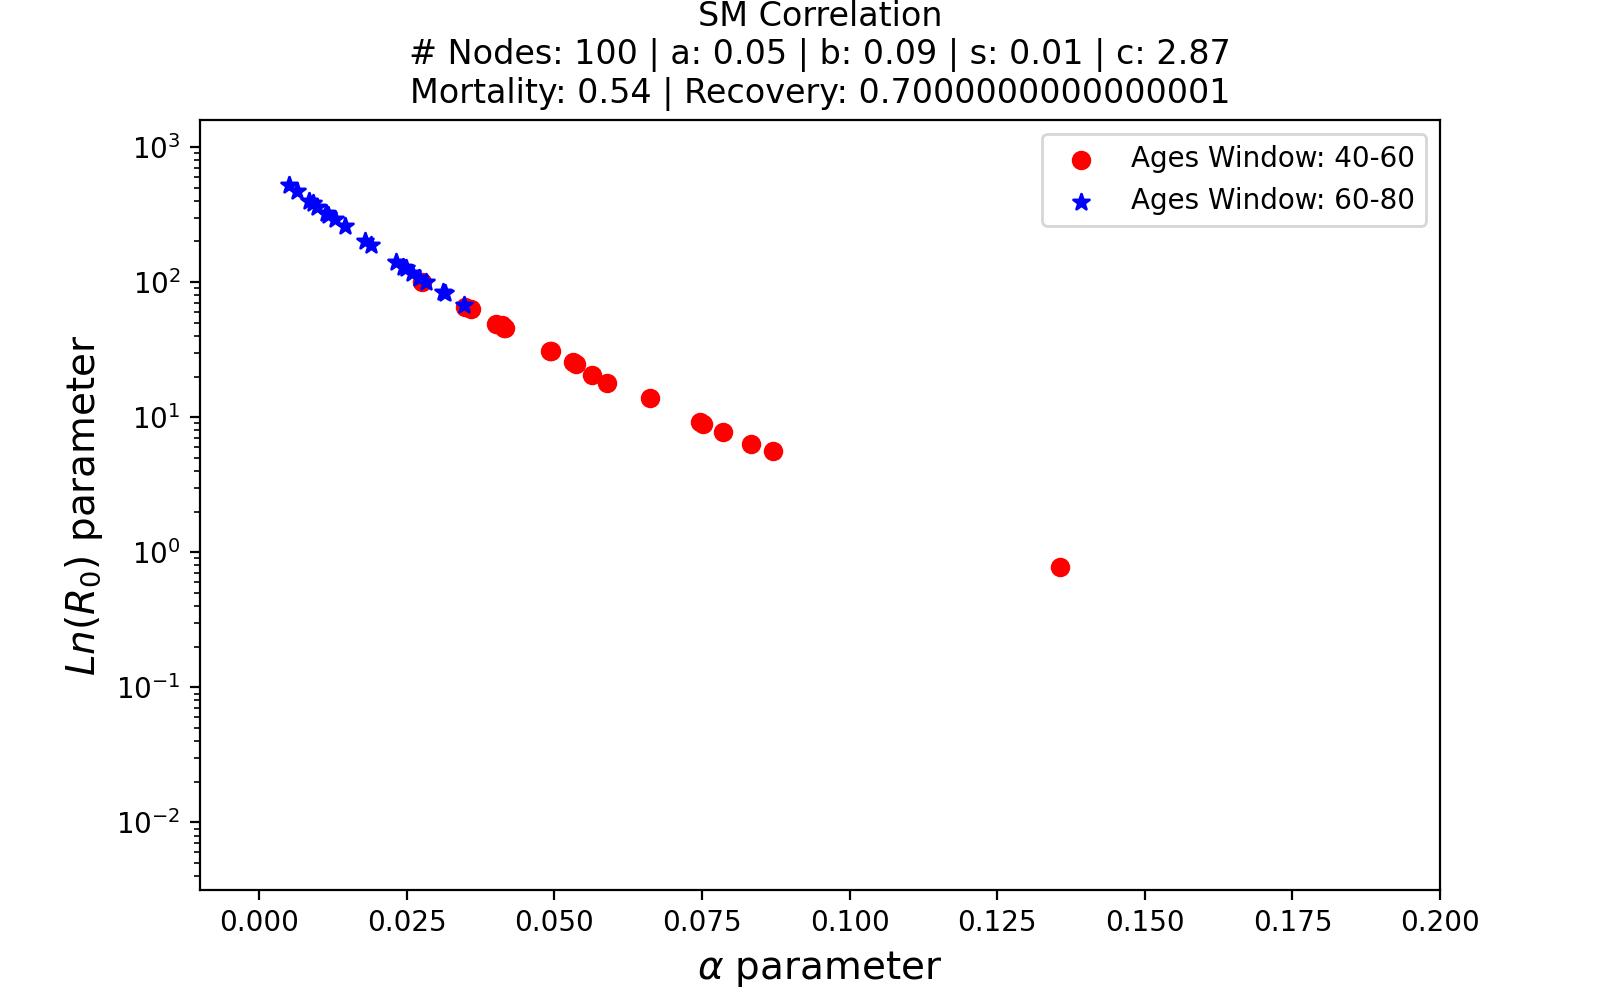 SM Correlation
# Nodes: 100 | a: 0.05 | b: 0.09 | s: 0.01 | c: 2.87
Mortality: 0.54 | Recovery: 0.7000000000000001
Ages Window: 40-60
Ages Window: 60-80
Ln(R₀) parameter
10³
10²
10¹
10⁰
10⁻¹
10⁻²
0.000 0.025 0.050 0.075 0.100 0.125 0.150 0.175 0.200
α parameter